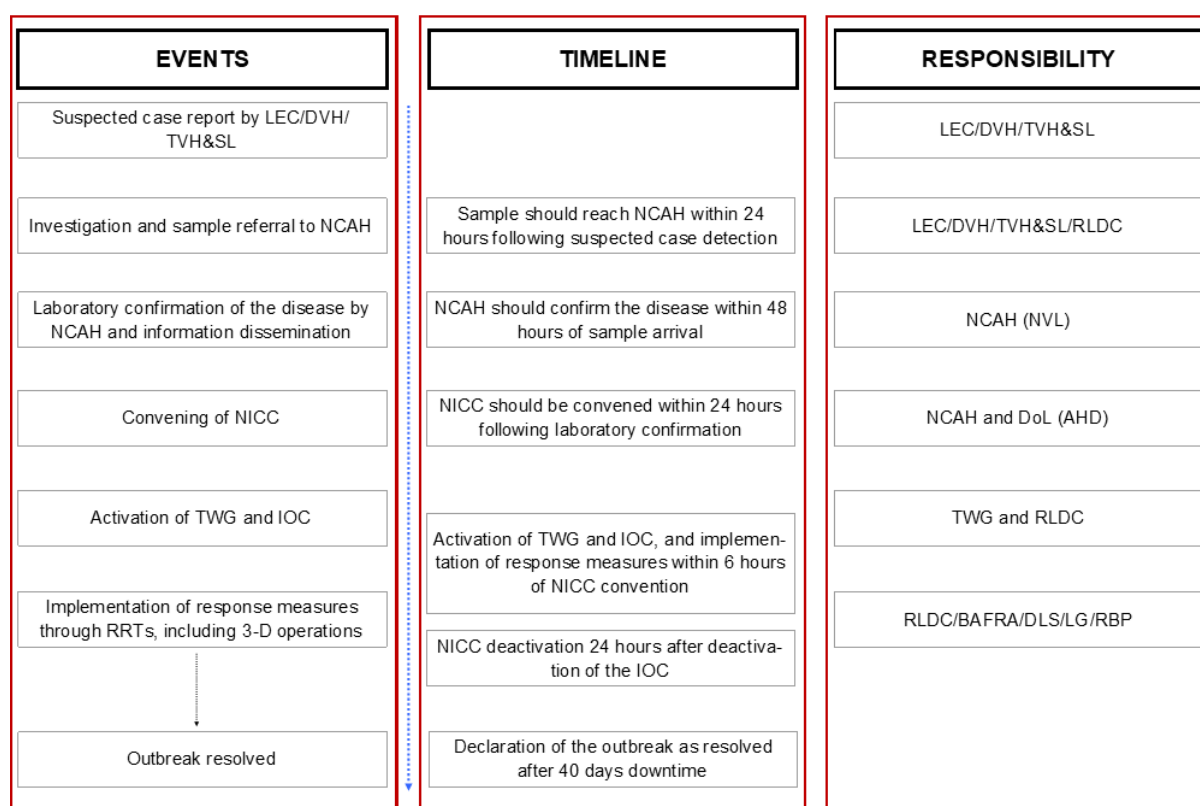 EVENTS
TIMELINE
RESPONSIBILITY
Suspected case report by LEC/DVH/
TVH&SL
LEC/DVH/TVH&SL
Investigation and sample referral to NCAH
Sample should reach NCAH within 24
hours following suspected case detection
LEC/DVH/TVH&SL/RLDC
Laboratory confirmation of the disease by
NCAH and information dissemination
NCAH should confirm the disease within 48
hours of sample arrival
NCAH (NVL)
Convening of NICC
NICC should be convened within 24 hours
following laboratory confirmation
NCAH and DoL (AHD)
Activation of TWG and IOC
Activation of TWG and IOC, and implemen-
tation of response measures within 6 hours
of NICC convention
TWG and RLDC
Implementation of response measures
through RRTs, including 3-D operations
RLDC/BAFRA/DLS/LG/RBP
NICC deactivation 24 hours after deactiva-
tion of the IOC
Outbreak resolved
Declaration of the outbreak as resolved
after 40 days downtime